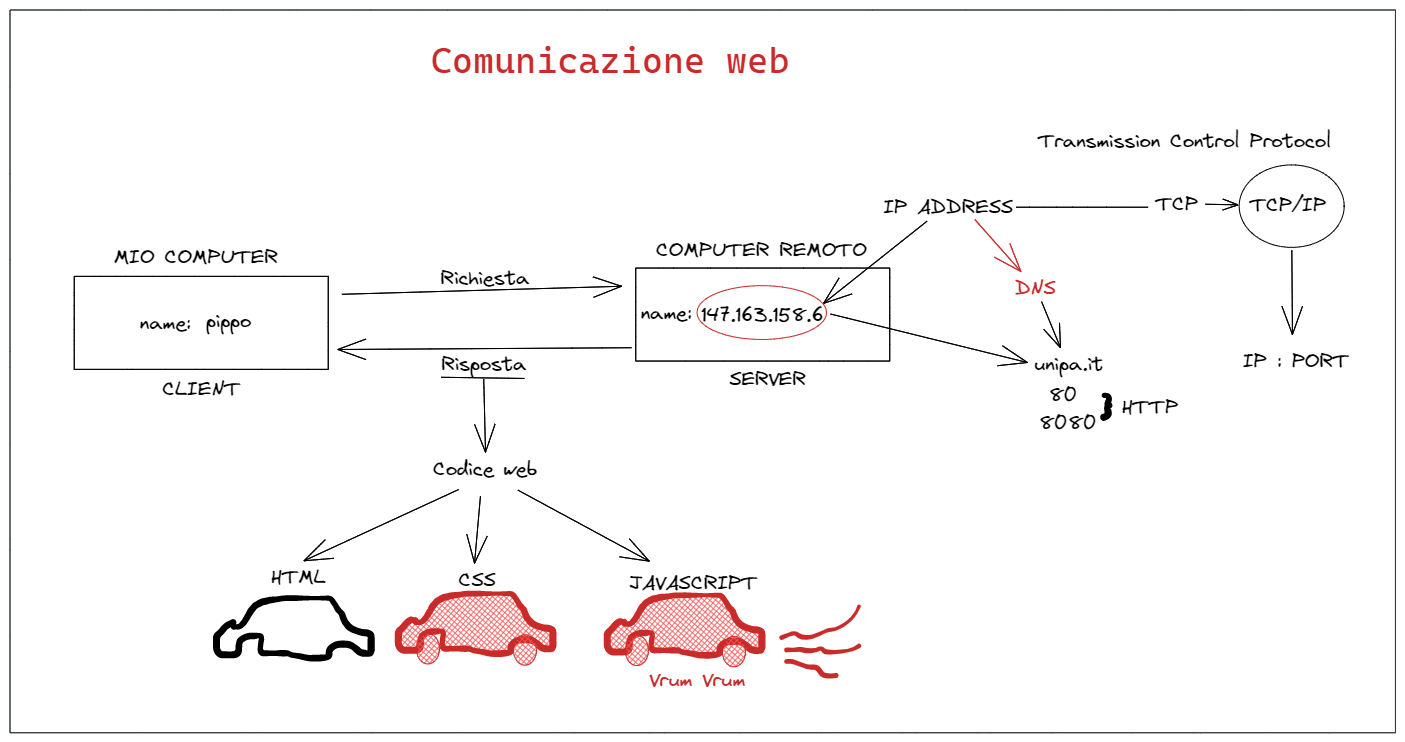 Comunicazione web
Transmission Control Protocol
IP ADDRESS
TCP
TCP/IP
MIO COMPUTER
COMPUTER REMOTO
Richiesta
DNS
name: pippo
name: 147.163.158.6
Risposta
unipa.it
IP : PORT
CLIENT
SERVER
80
8080
} HTTP
Codice web
HTML
CSS
JAVASCRIPT
Vrum Vrum